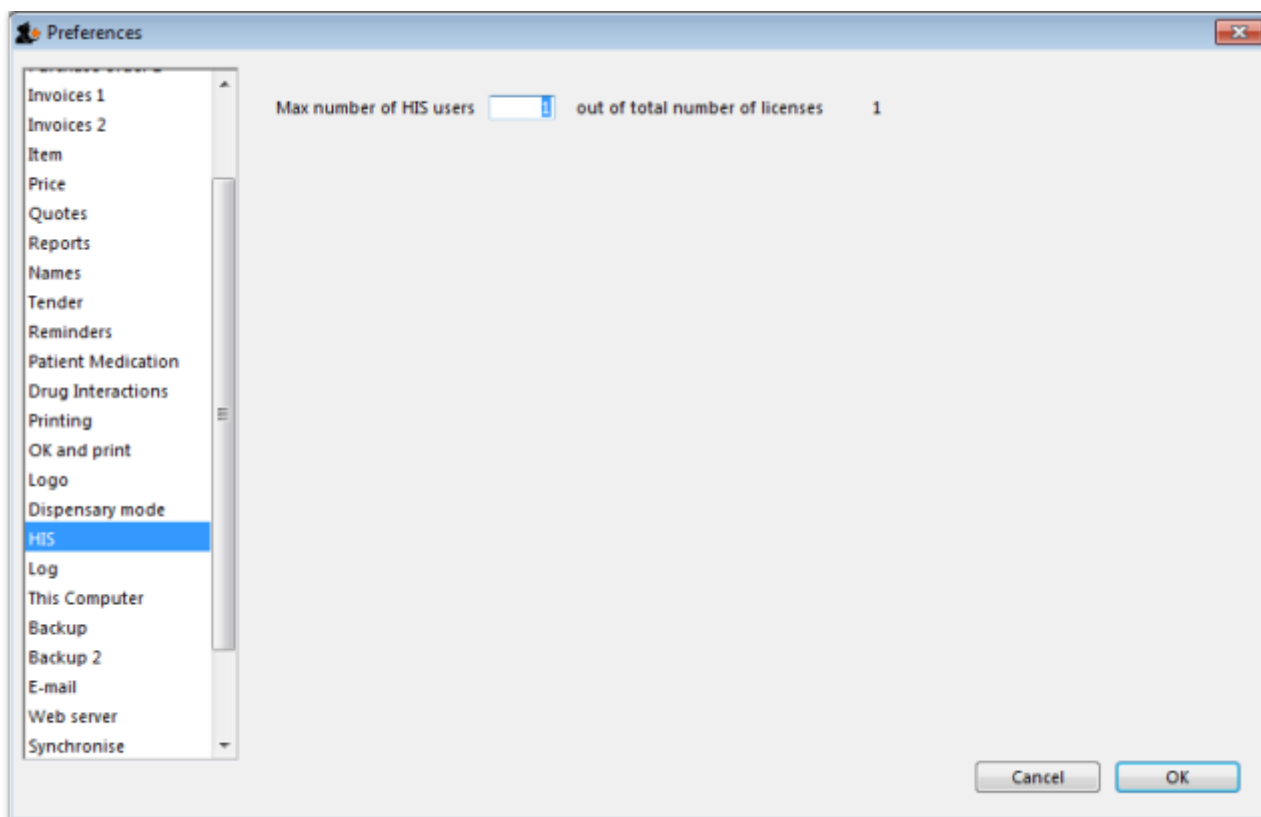 Preferences
Invoices 1
Invoices 2
Item
Price
Quotes
Reports
Names
Tender
Reminders
Patient Medication
Drug Interactions
Printing
OK and print
Logo
Dispensary mode
HIS
Log
This Computer
Backup
Backup 2
E-mail
Web server
Synchronise
Max number of HIS users 1 out of total number of licenses 1
Cancel OK